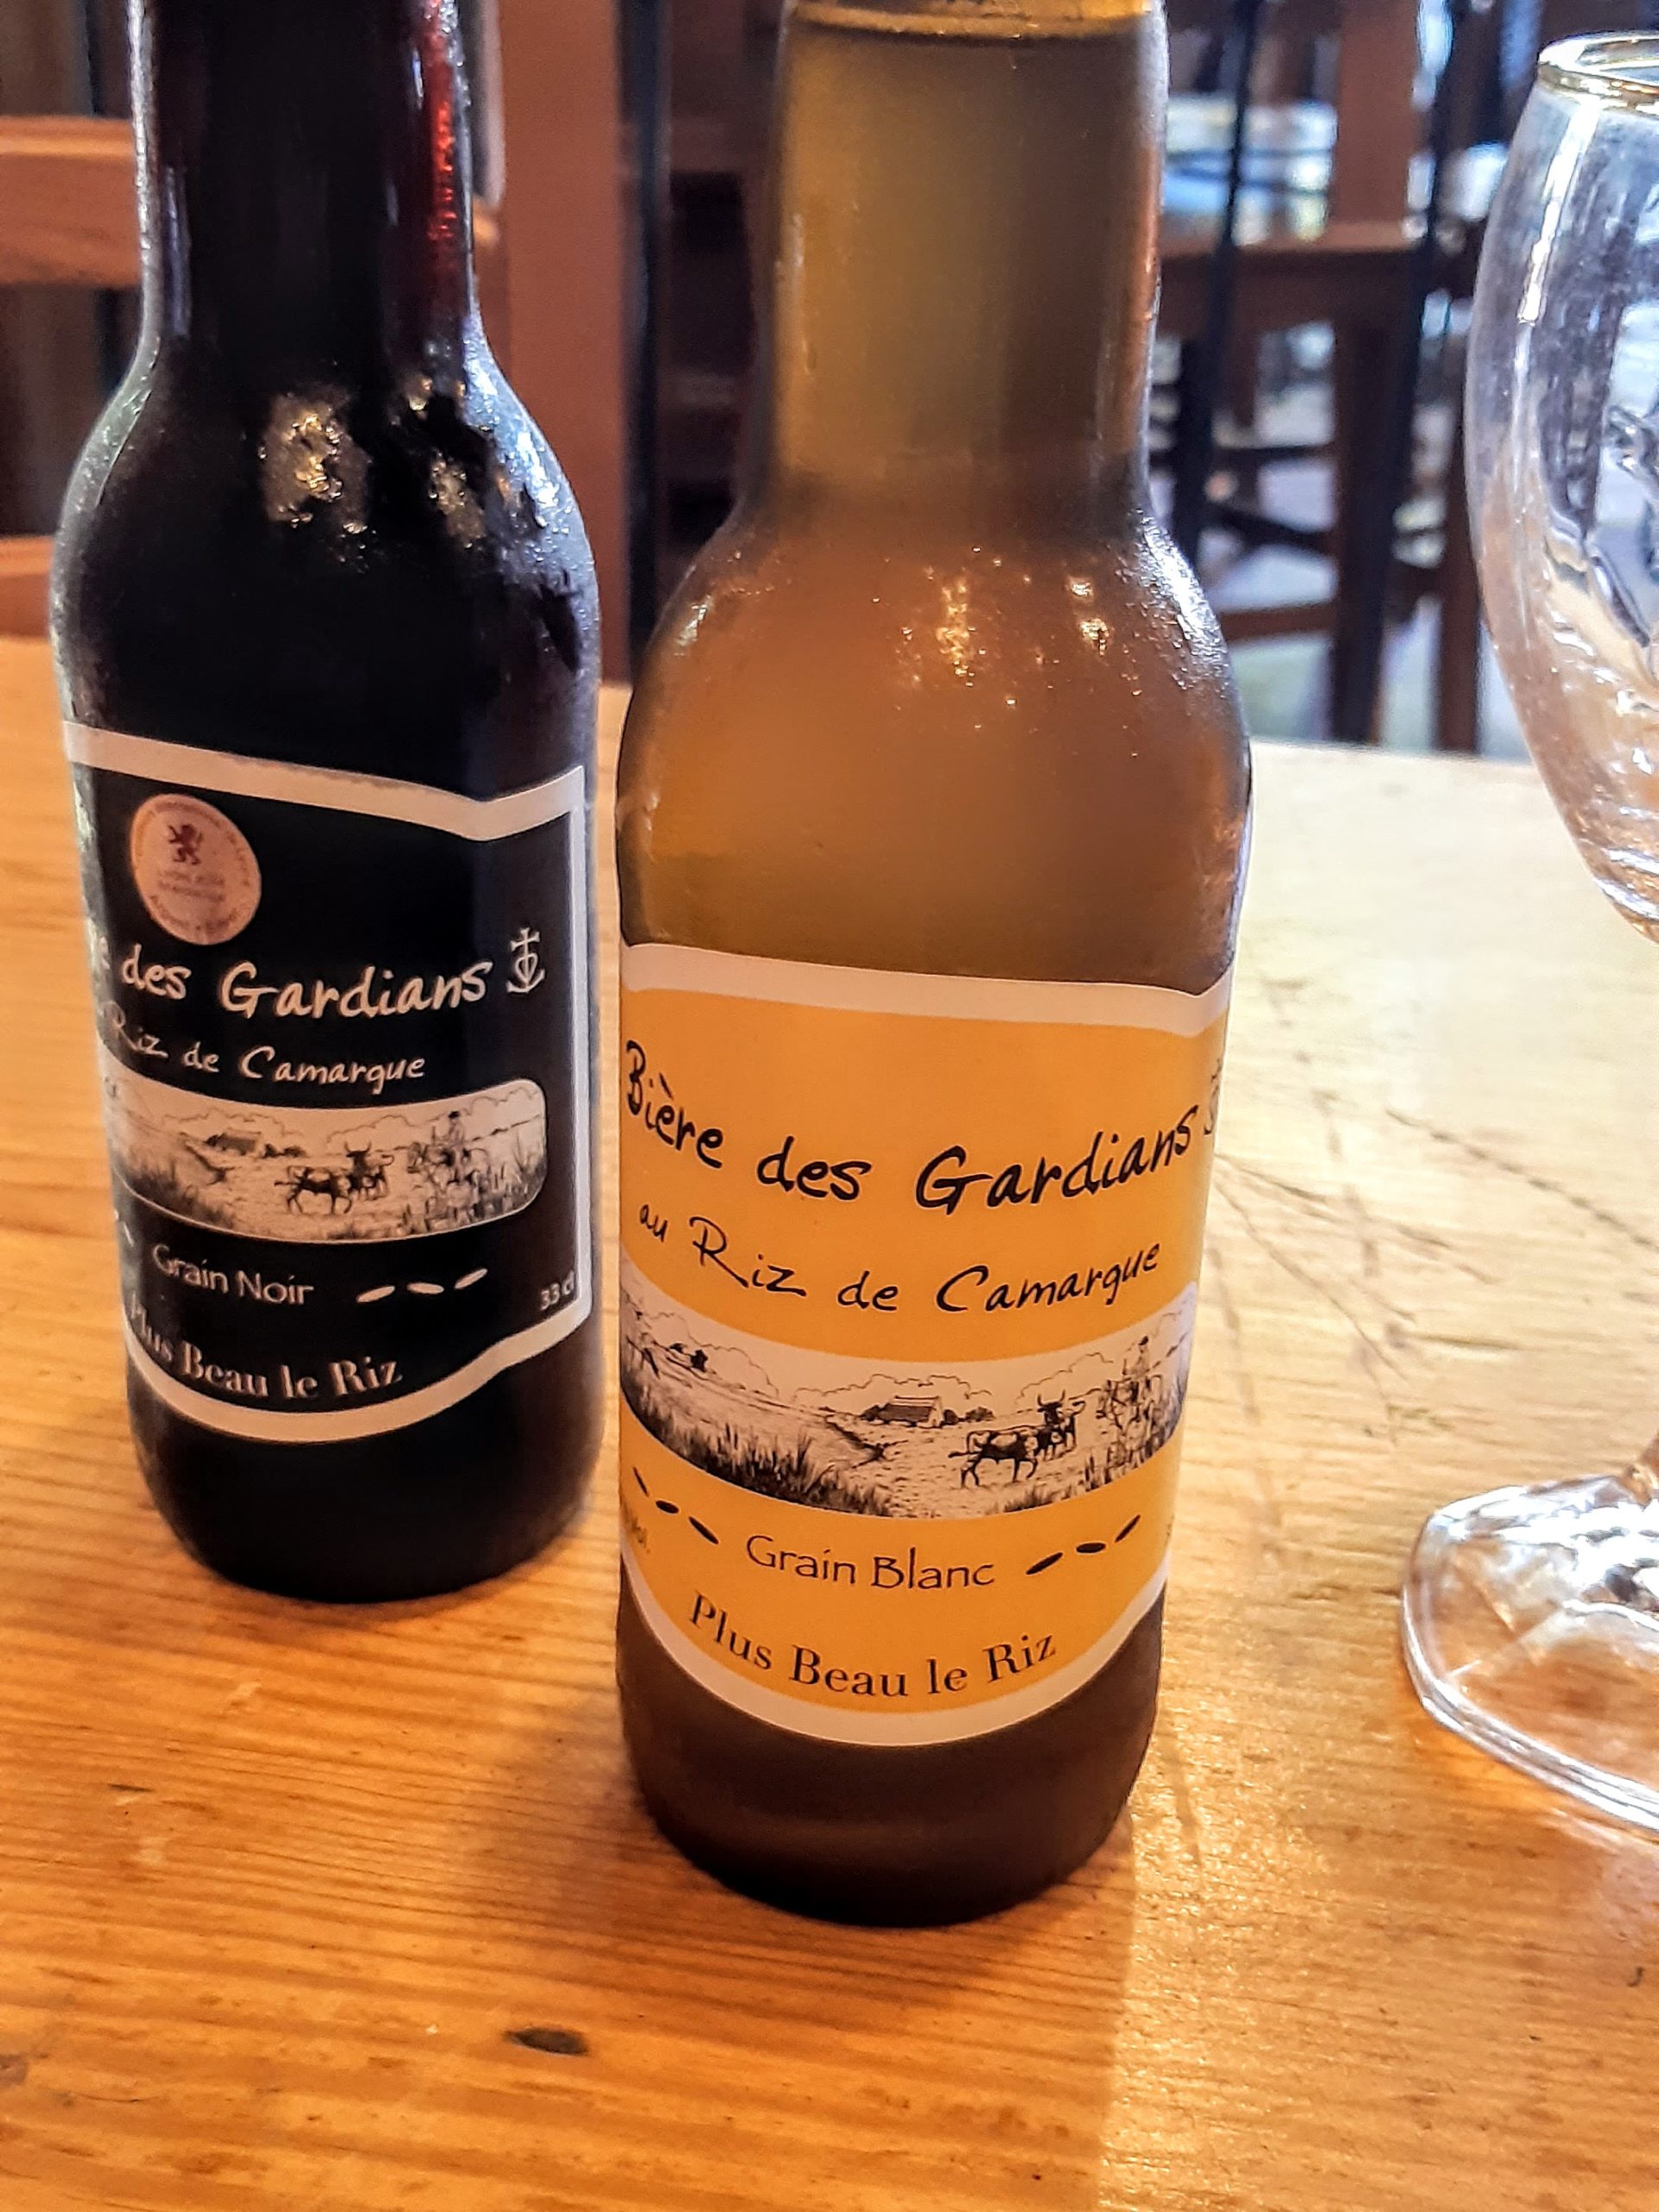 des Gardians
Riz de Camargue
Grain Noir
33 cl
Plus Beau le Riz
Bière des Gardians
au Riz de Camargue
Grain Blanc
Plus Beau le Riz